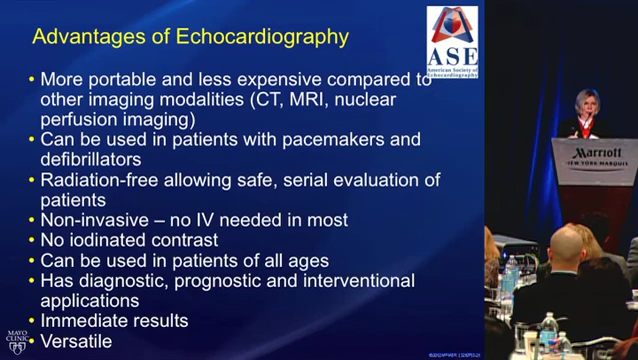 Advantages of Echocardiography
ASE
American Society of
Echocardiography
• More portable and less expensive compared to
other imaging modalities (CT, MRI, nuclear
perfusion imaging)
• Can be used in patients with pacemakers and
defibrillators
• Radiation-free allowing safe, serial evaluation of
patients
• Non-invasive – no IV needed in most
• No iodinated contrast
• Can be used in patients of all ages
• Has diagnostic, prognostic and interventional
applications
• Immediate results
• Versatile
MAYO
CLINIC
Marriott
NEW YORK MARQUIS